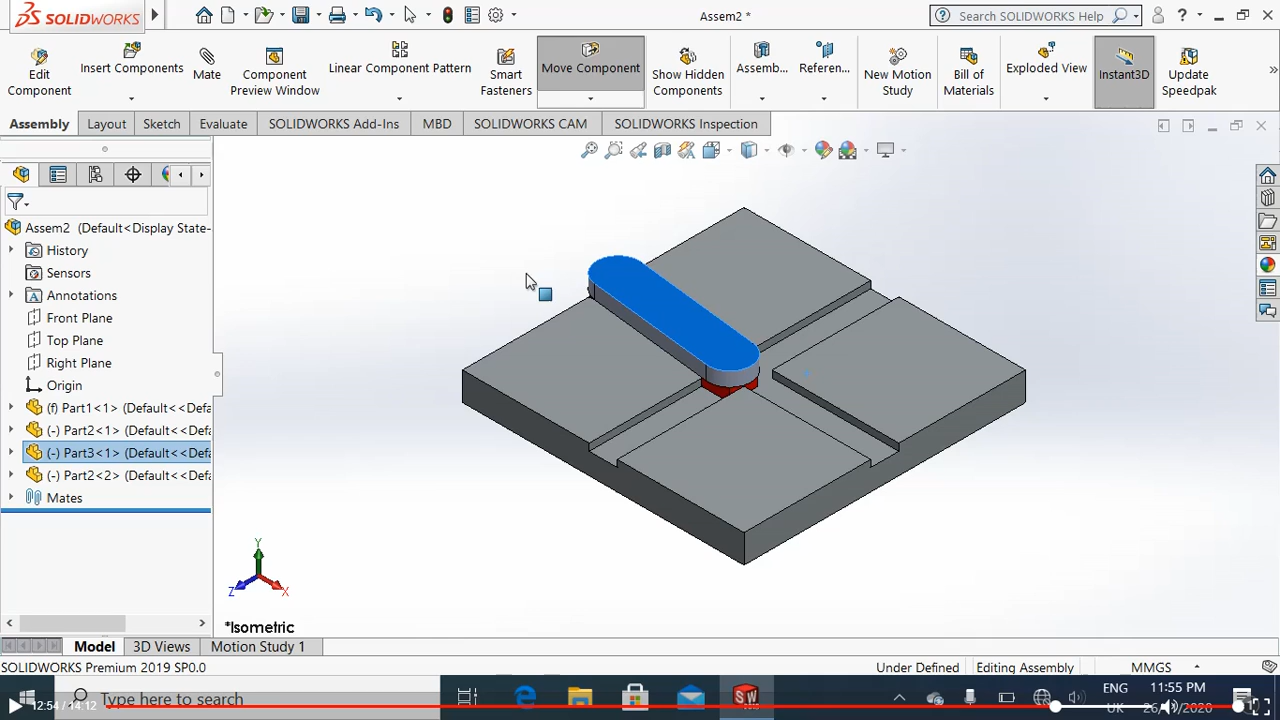 SOLIDWORKS
Assem2 *
Search SOLIDWORKS Help
?
Edit Component
Insert Components
Mate
Component Preview Window
Linear Component Pattern
Smart Fasteners
Move Component
Show Hidden Components
Assemb...
Referen...
New Motion Study
Bill of Materials
Exploded View
Instant3D
Update Speedpak
Assembly
Layout
Sketch
Evaluate
SOLIDWORKS Add-Ins
MBD
SOLIDWORKS CAM
SOLIDWORKS Inspection
Assem2 (Default<Display State-
History
Sensors
Annotations
Front Plane
Top Plane
Right Plane
Origin
(f) Part1<1> (Default<<Defa
(-) Part2<1> (Default<<Defa
(-) Part3<1> (Default<<Defa
(-) Part2<2> (Default<<Defa
Mates
Y
Z
X
*Isometric
Model
3D Views
Motion Study 1
SOLIDWORKS Premium 2019 SP0.0
Under Defined
Editing Assembly
MMGS
12:54 / 14:12
Type here to search
SW
ENG
UK
11:55 PM